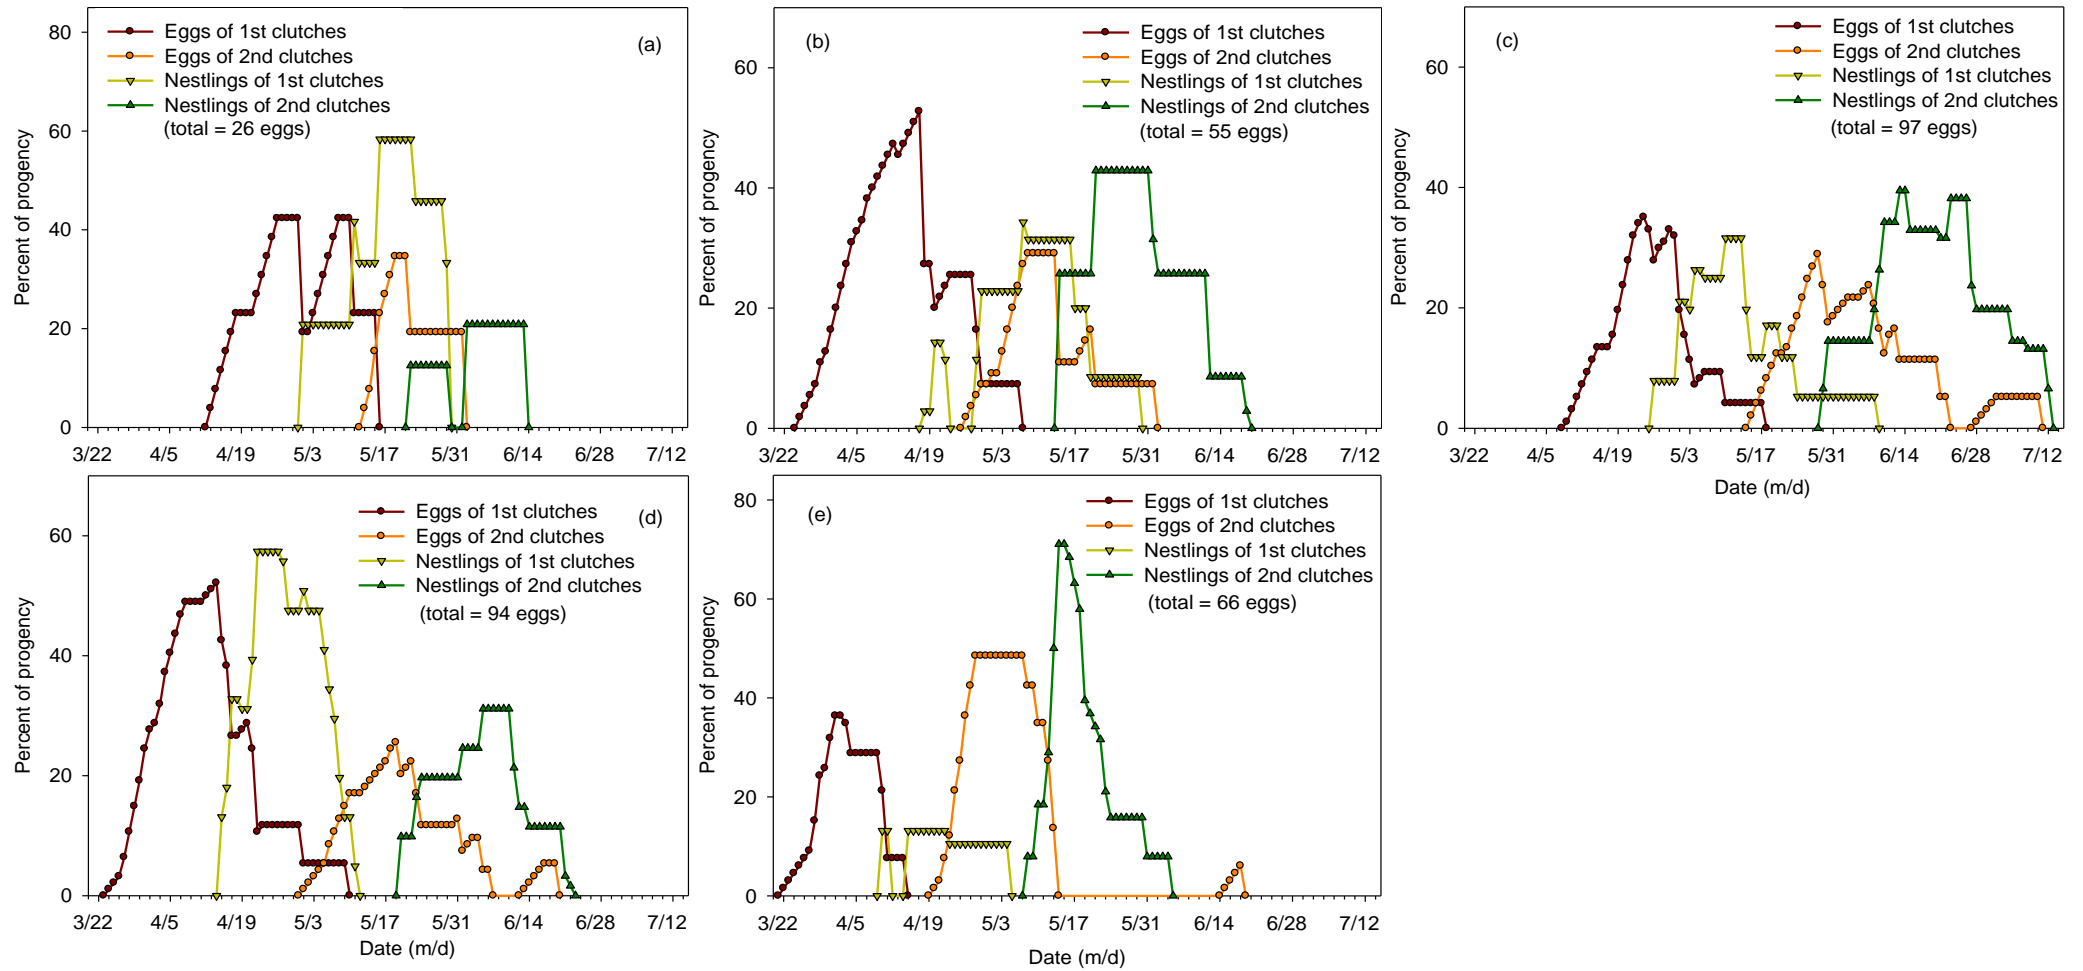 80
60
40
20
0
Percent of progency
Eggs of 1st clutches
Eggs of 2nd clutches
Nestlings of 1st clutches
Nestlings of 2nd clutches
(total = 26 eggs)
(a)
3/22 4/5 4/19 5/3 5/17 5/31 6/14 6/28 7/12
60
40
20
0
Percent of progency
(b)
Eggs of 1st clutches
Eggs of 2nd clutches
Nestlings of 1st clutches
Nestlings of 2nd clutches
(total = 55 eggs)
3/22 4/5 4/19 5/3 5/17 5/31 6/14 6/28 7/12
60
40
20
0
Percent of progency
(c)
Eggs of 1st clutches
Eggs of 2nd clutches
Nestlings of 1st clutches
Nestlings of 2nd clutches
(total = 97 eggs)
3/22 4/5 4/19 5/3 5/17 5/31 6/14 6/28 7/12
Date (m/d)
60
40
20
0
Percent of progency
Eggs of 1st clutches
Eggs of 2nd clutches
Nestlings of 1st clutches
Nestlings of 2nd clutches
(total = 94 eggs)
(d)
3/22 4/5 4/19 5/3 5/17 5/31 6/14 6/28 7/12
Date (m/d)
80
60
40
20
0
Percent of progency
(e)
Eggs of 1st clutches
Eggs of 2nd clutches
Nestlings of 1st clutches
Nestlings of 2nd clutches
(total = 66 eggs)
3/22 4/5 4/19 5/3 5/17 5/31 6/14 6/28 7/12
Date (m/d)